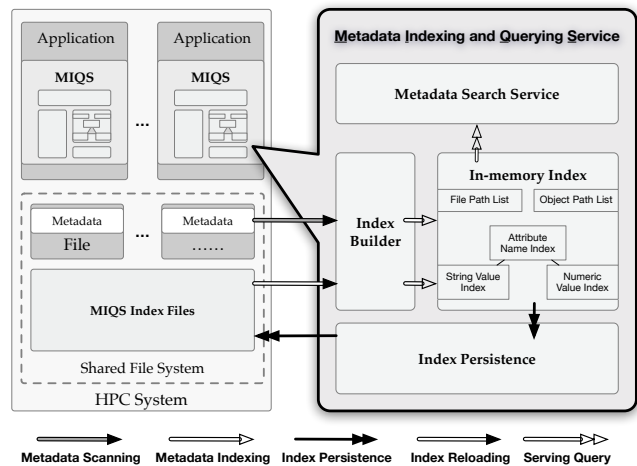 Application
MIQS
...
Application
MIQS
Metadata
File
...
Metadata
......
MIQS Index Files
Shared File System
HPC System
Metadata Indexing and Querying Service
Metadata Search Service
Index
Builder
In-memory Index
File Path List
Object Path List
Attribute
Name Index
String Value
Index
Numeric
Value Index
Index Persistence
Metadata Scanning
Metadata Indexing
Index Persistence
Index Reloading
Serving Query